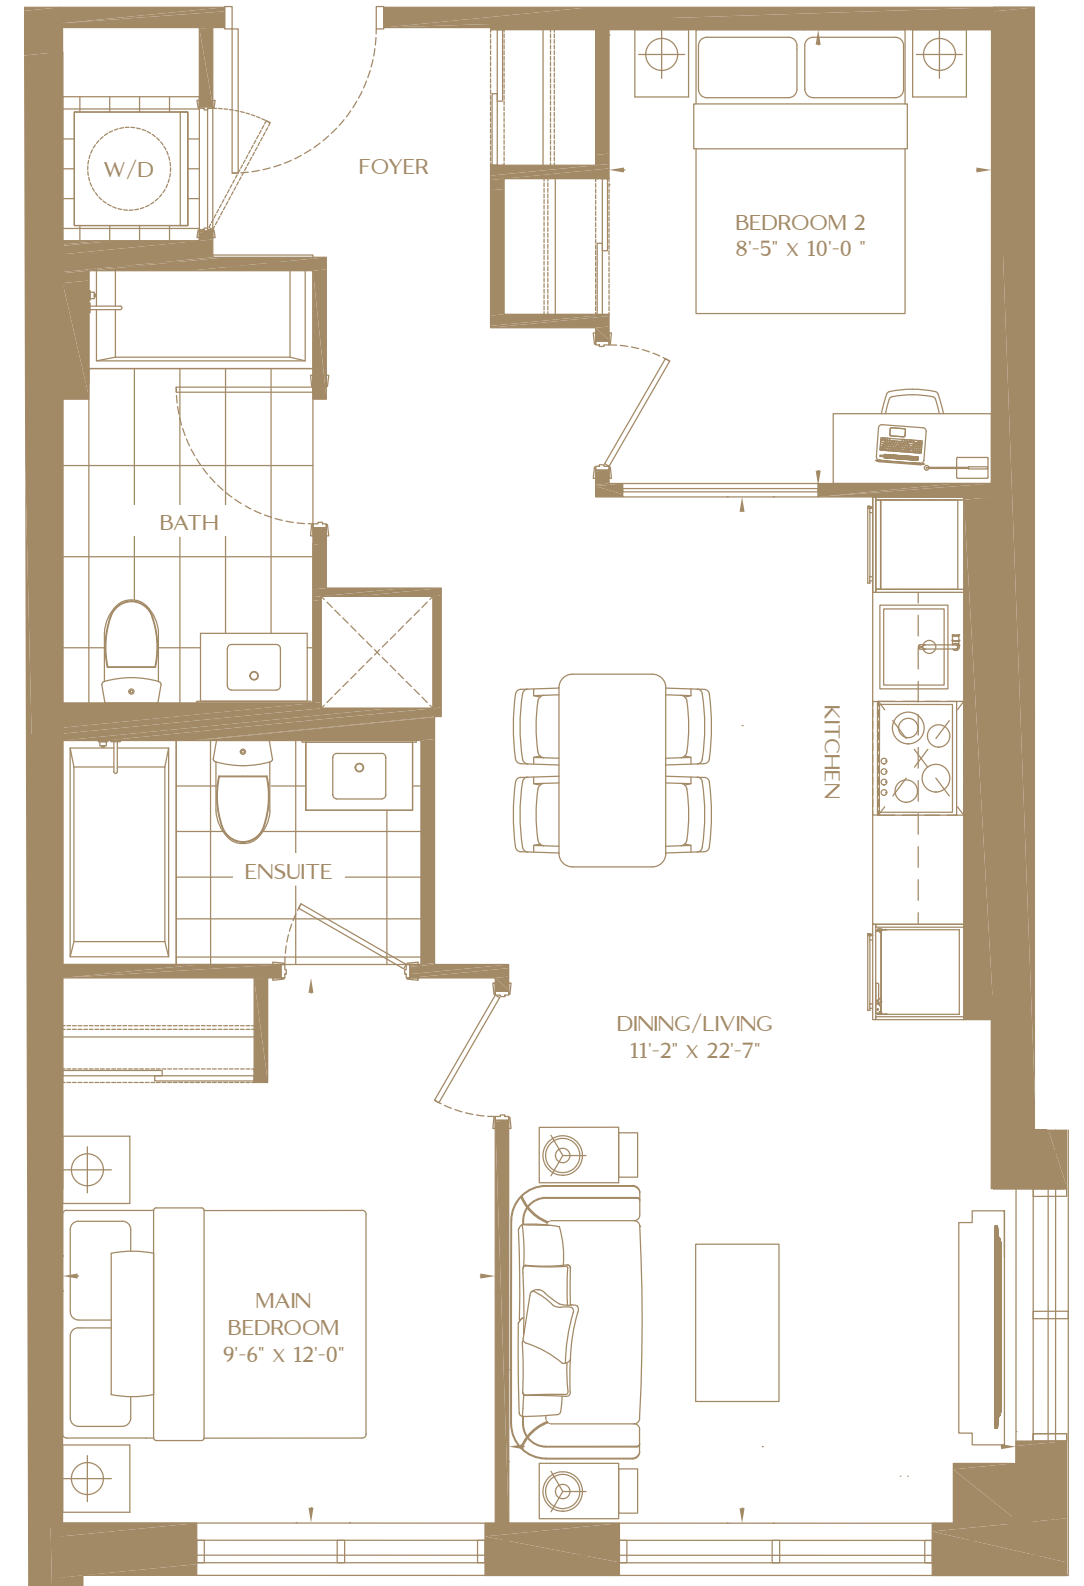 FOYER
W/D
BEDROOM 2
8'-5" X 10'-0 "
BATH
KITCHEN
ENSUITE
DINING/LIVING
11'-2" X 22'-7"
MAIN
BEDROOM
9'-6" X 12'-0"